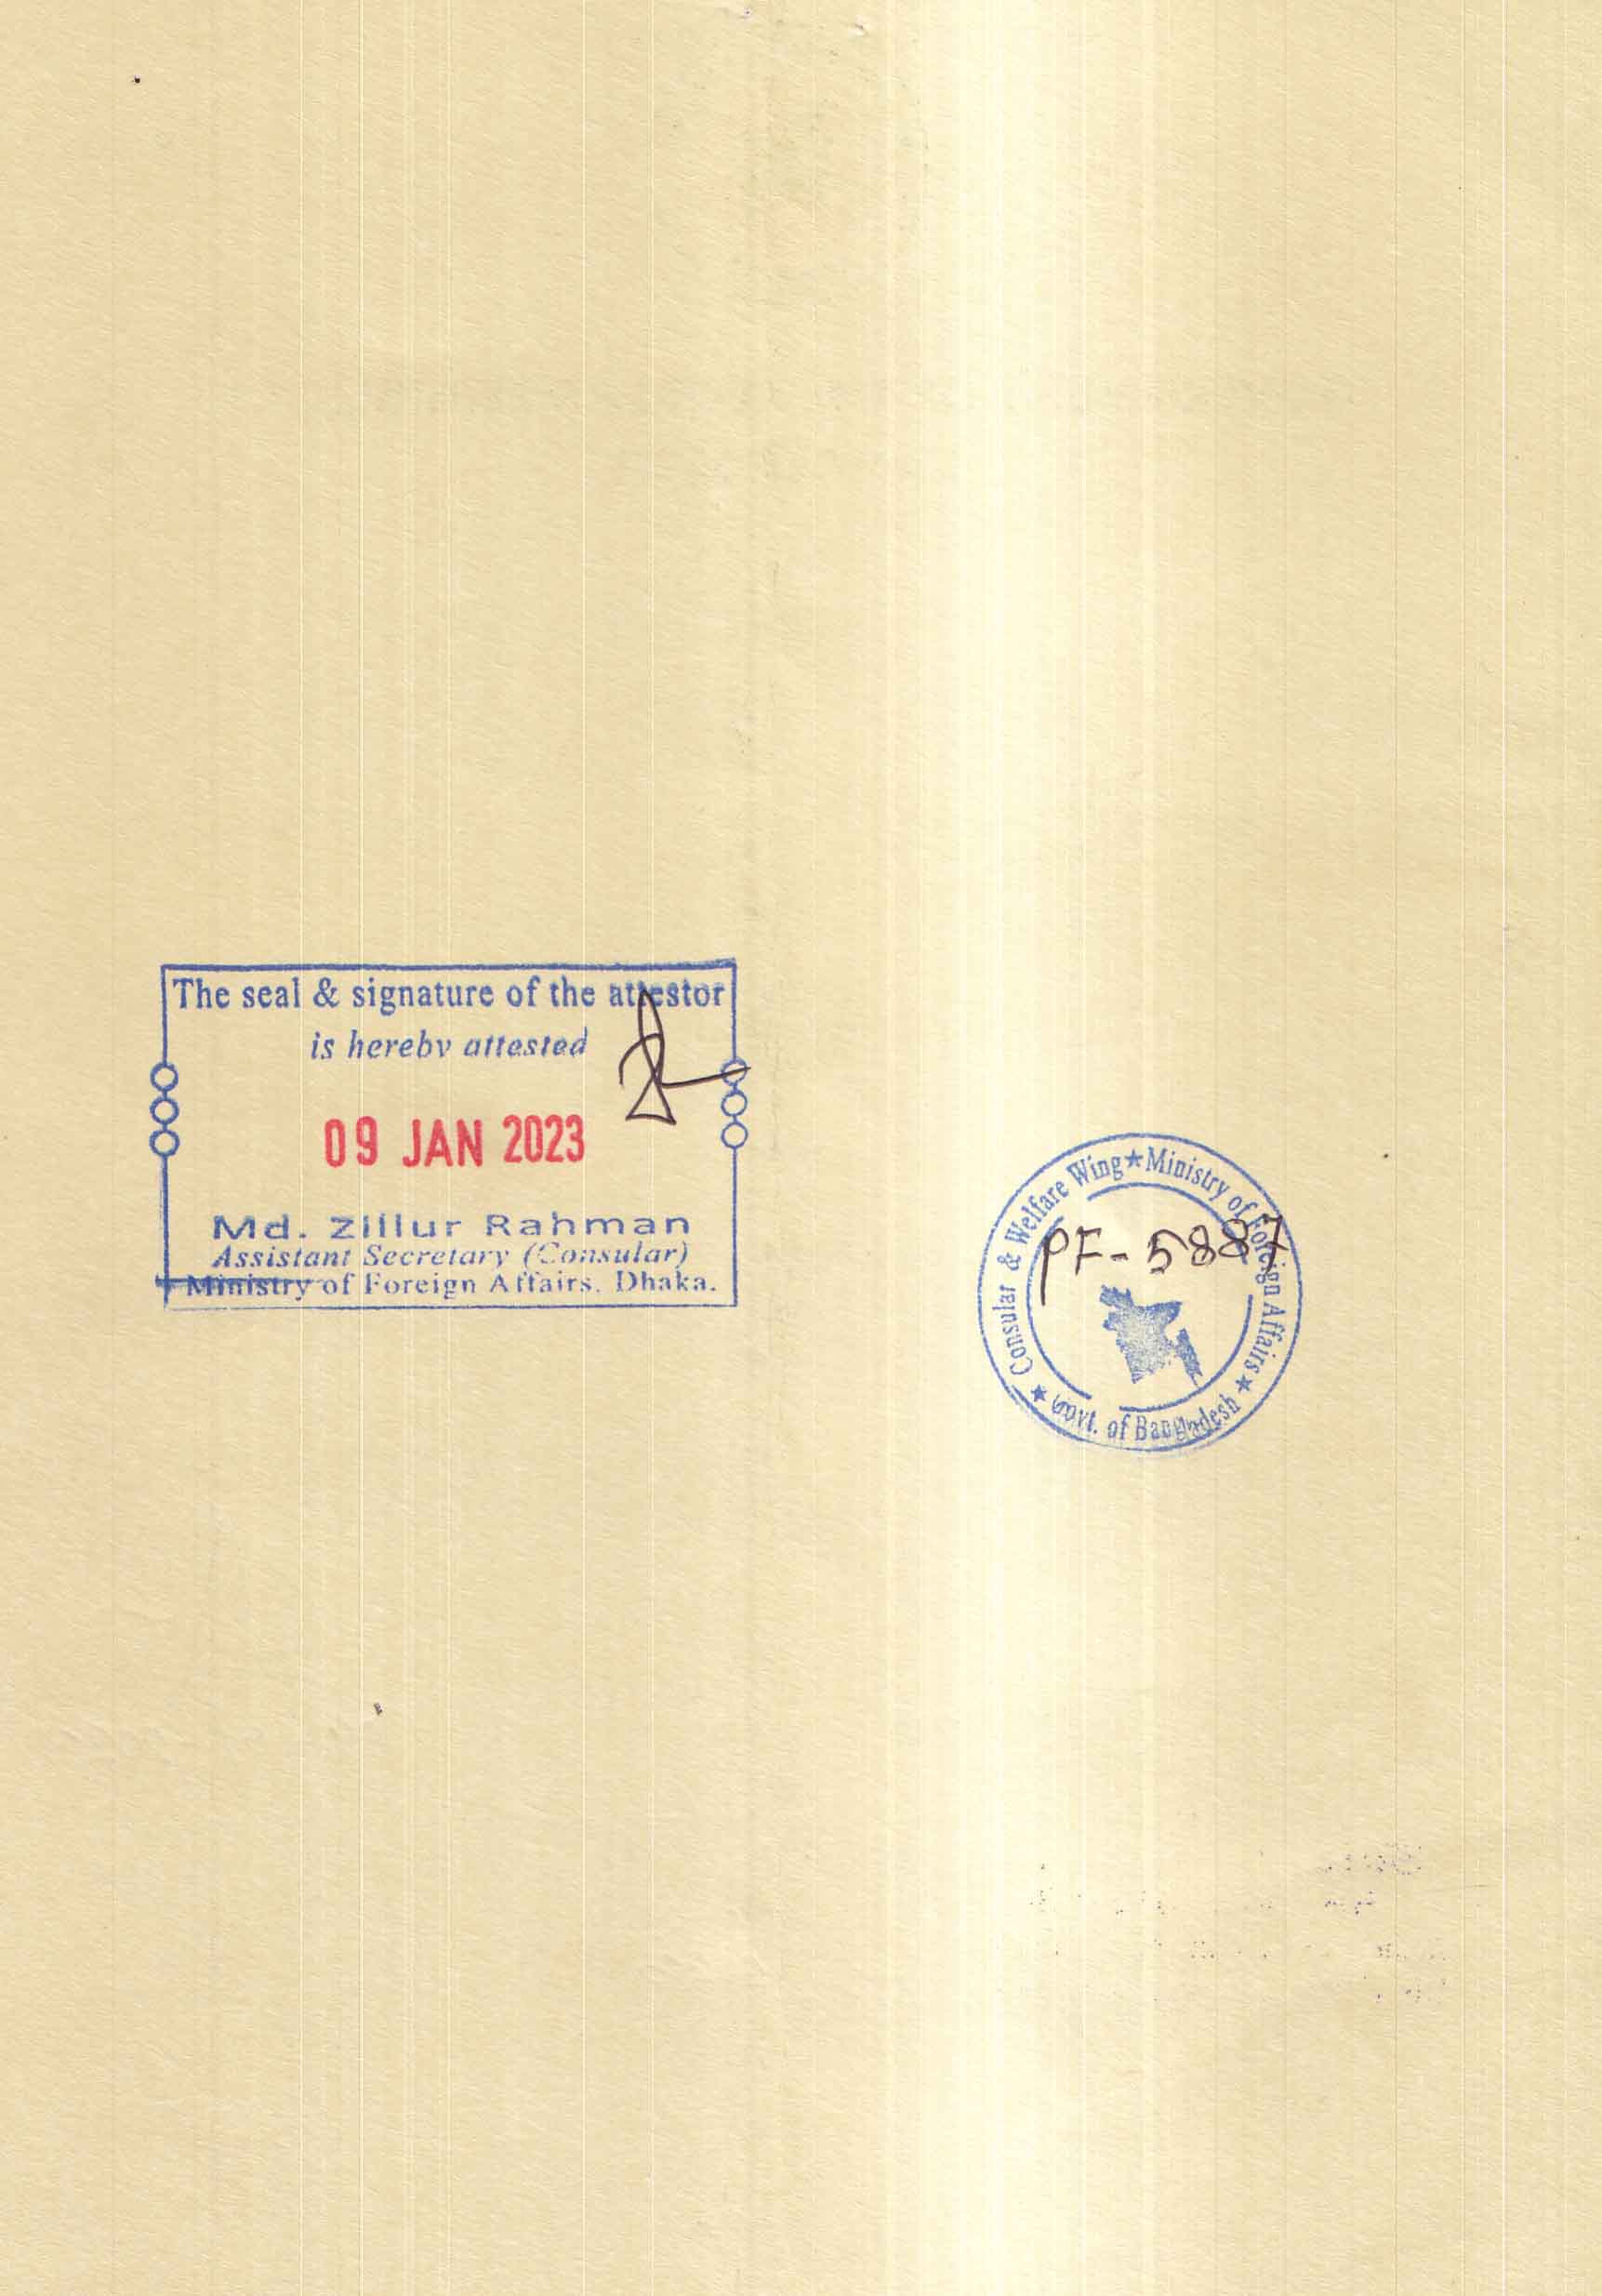 The seal & signature of the attestor
is hereby attested
09 JAN 2023
Md. Zillur Rahman
Assistant Secretary (Consular)
Ministry of Foreign Affairs. Dhaka.
★ Consular & Welfare Wing ★ Ministry of Foreign Affairs ★
PF- 5887
Govt. of Bangladesh